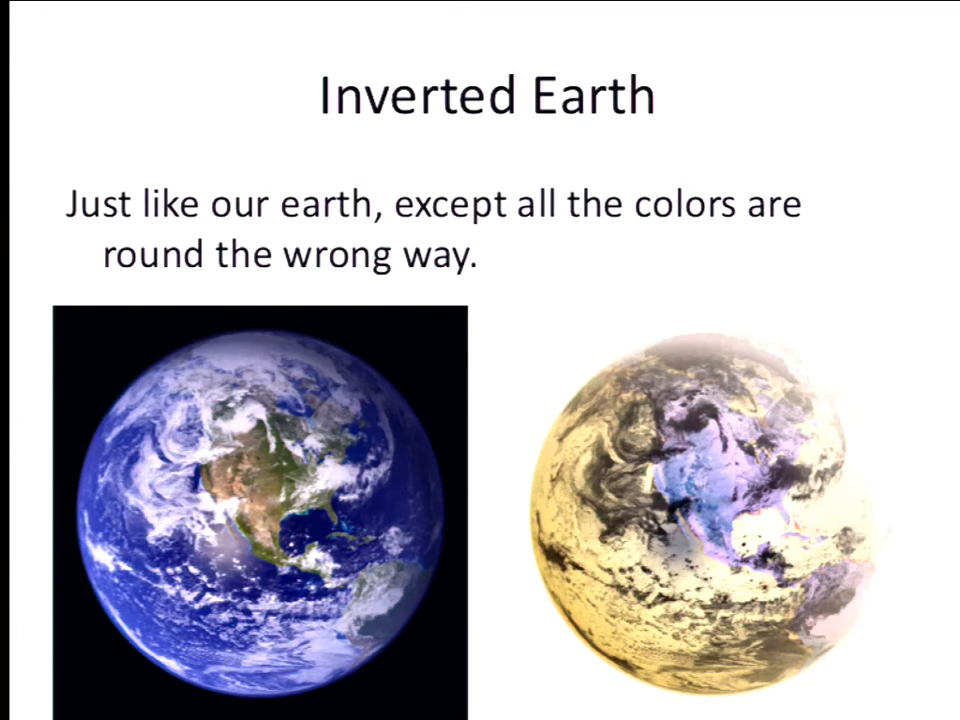 Inverted Earth
Just like our earth, except all the colors are
round the wrong way.